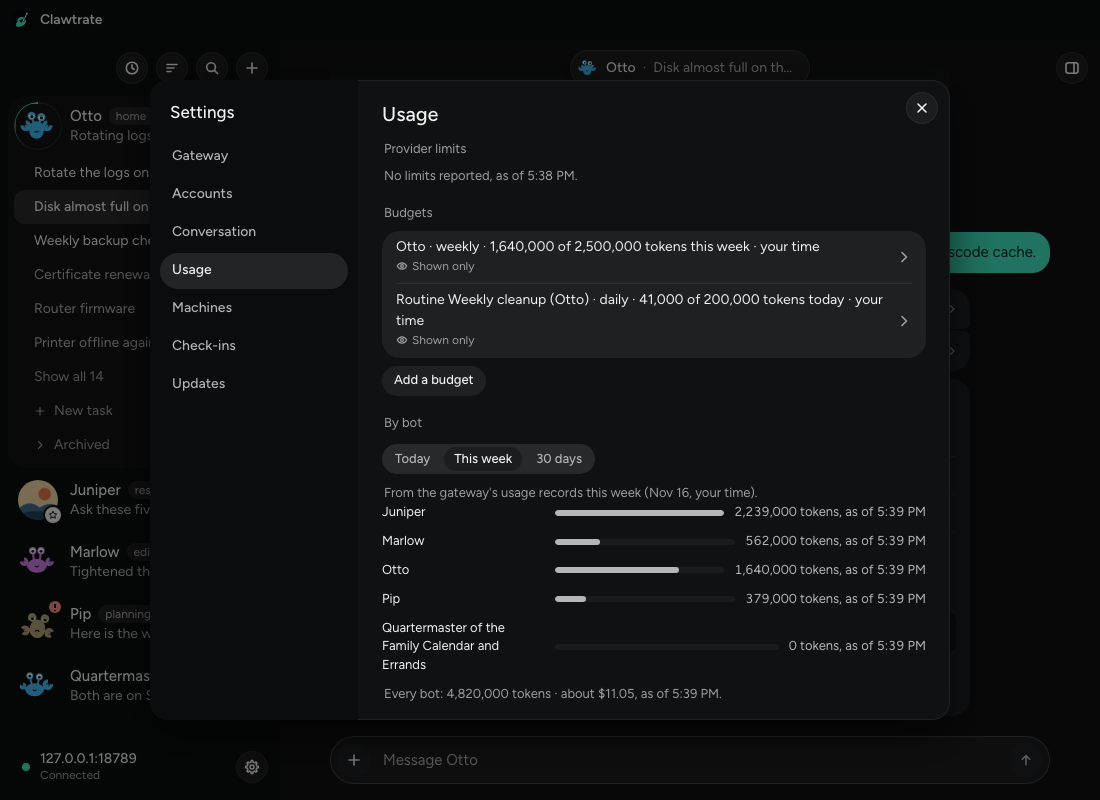 Clawtrate
Otto · Disk almost full on th...
Otto home
Rotating logs
Rotate the logs on
Disk almost full on
Weekly backup che
Certificate renewa
Router firmware
Printer offline agai
Show all 14
+ New task
Archived
Juniper res
Ask these fiv
Marlow edi
Tightened th
Pip planning
Here is the w
Quartermas
Both are on S
127.0.0.1:18789
Connected
Settings
Gateway
Accounts
Conversation
Usage
Machines
Check-ins
Updates
Usage
Provider limits
No limits reported, as of 5:38 PM.
Budgets
Otto · weekly · 1,640,000 of 2,500,000 tokens this week · your time
Shown only
Routine Weekly cleanup (Otto) · daily · 41,000 of 200,000 tokens today · your
time
Shown only
Add a budget
By bot
Today This week 30 days
From the gateway's usage records this week (Nov 16, your time).
Juniper 2,239,000 tokens, as of 5:39 PM
Marlow 562,000 tokens, as of 5:39 PM
Otto 1,640,000 tokens, as of 5:39 PM
Pip 379,000 tokens, as of 5:39 PM
Quartermaster of the
Family Calendar and
Errands
0 tokens, as of 5:39 PM
Every bot: 4,820,000 tokens · about $11.05, as of 5:39 PM.
scode cache.
Message Otto